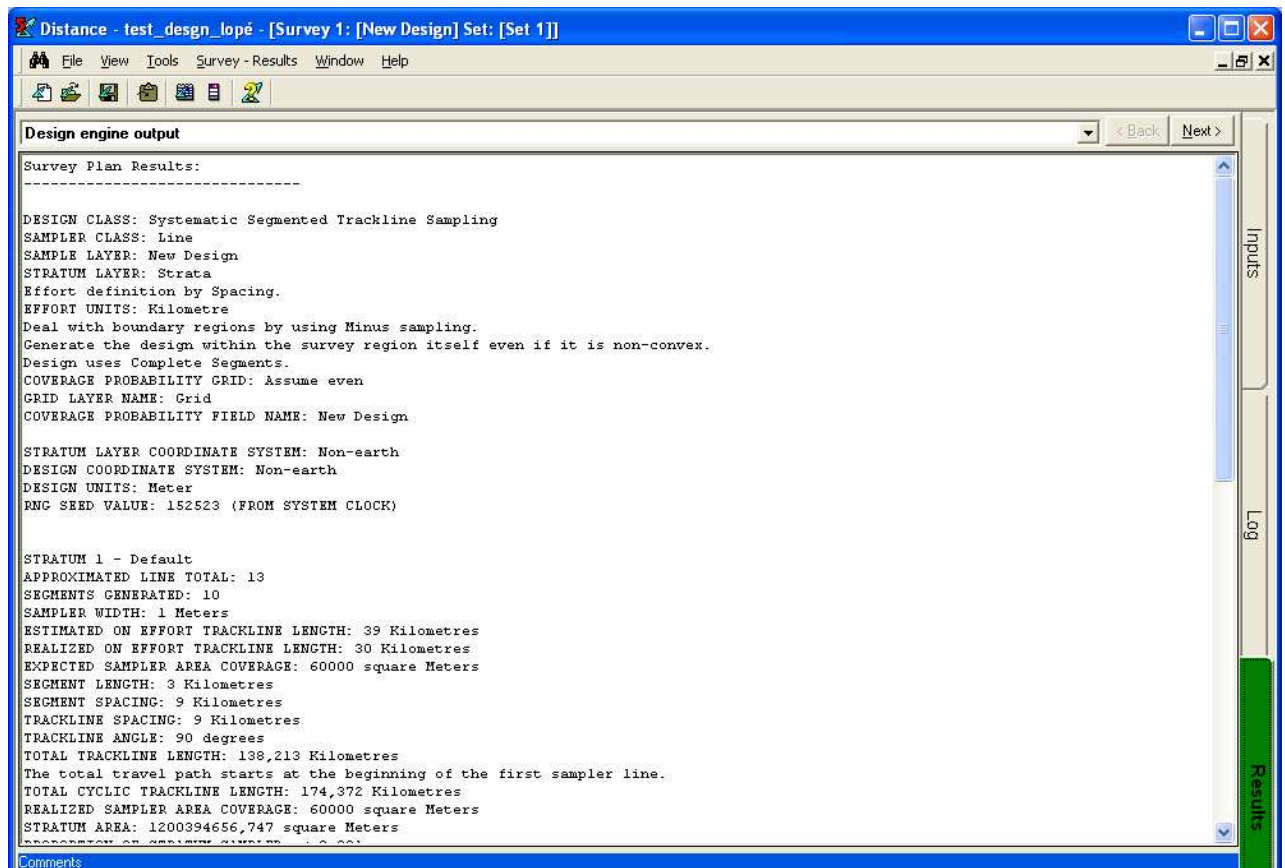 Distance - test_desgn_lopé - [Survey 1: [New Design] Set: [Set 1]]
File View Tools Survey - Results Window Help
Design engine output
< Back Next >
Survey Plan Results:
-------------------------------
DESIGN CLASS: Systematic Segmented Trackline Sampling
SAMPLER CLASS: Line
SAMPLE LAYER: New Design
STRATUM LAYER: Strata
Effort definition by Spacing.
EFFORT UNITS: Kilometre
Deal with boundary regions by using Minus sampling.
Generate the design within the survey region itself even if it is non-convex.
Design uses Complete Segments.
COVERAGE PROBABILITY GRID: Assume even
GRID LAYER NAME: Grid
COVERAGE PROBABILITY FIELD NAME: New Design
STRATUM LAYER COORDINATE SYSTEM: Non-earth
DESIGN COORDINATE SYSTEM: Non-earth
DESIGN UNITS: Meter
RNG SEED VALUE: 152523 (FROM SYSTEM CLOCK)
STRATUM 1 - Default
APPROXIMATED LINE TOTAL: 13
SEGMENTS GENERATED: 10
SAMPLER WIDTH: 1 Meters
ESTIMATED ON EFFORT TRACKLINE LENGTH: 39 Kilometres
REALIZED ON EFFORT TRACKLINE LENGTH: 30 Kilometres
EXPECTED SAMPLER AREA COVERAGE: 60000 square Meters
SEGMENT LENGTH: 3 Kilometres
SEGMENT SPACING: 9 Kilometres
TRACKLINE SPACING: 9 Kilometres
TRACKLINE ANGLE: 90 degrees
TOTAL TRACKLINE LENGTH: 138,213 Kilometres
The total travel path starts at the beginning of the first sampler line.
TOTAL CYCLIC TRACKLINE LENGTH: 174,372 Kilometres
REALIZED SAMPLER AREA COVERAGE: 60000 square Meters
STRATUM AREA: 1200394656,747 square Meters
Comments
Inputs
Log
Results